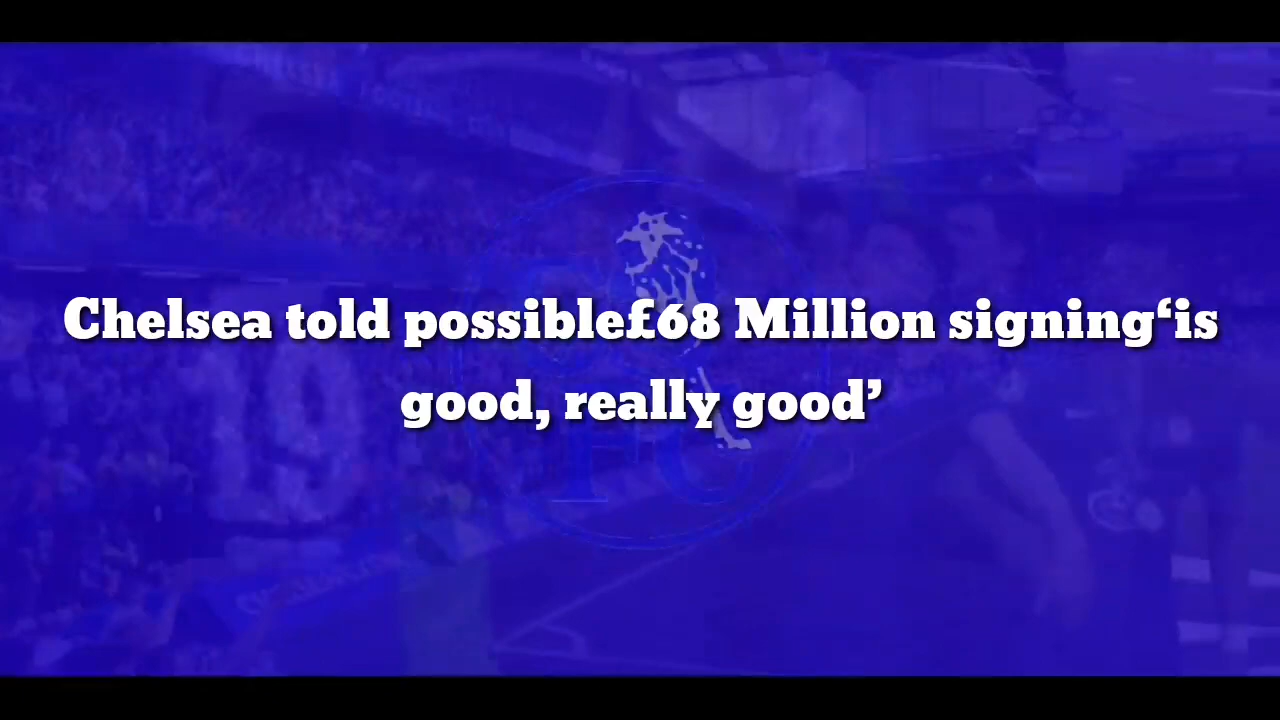 Chelsea told possible£68 Million signing‘is
good, really good’